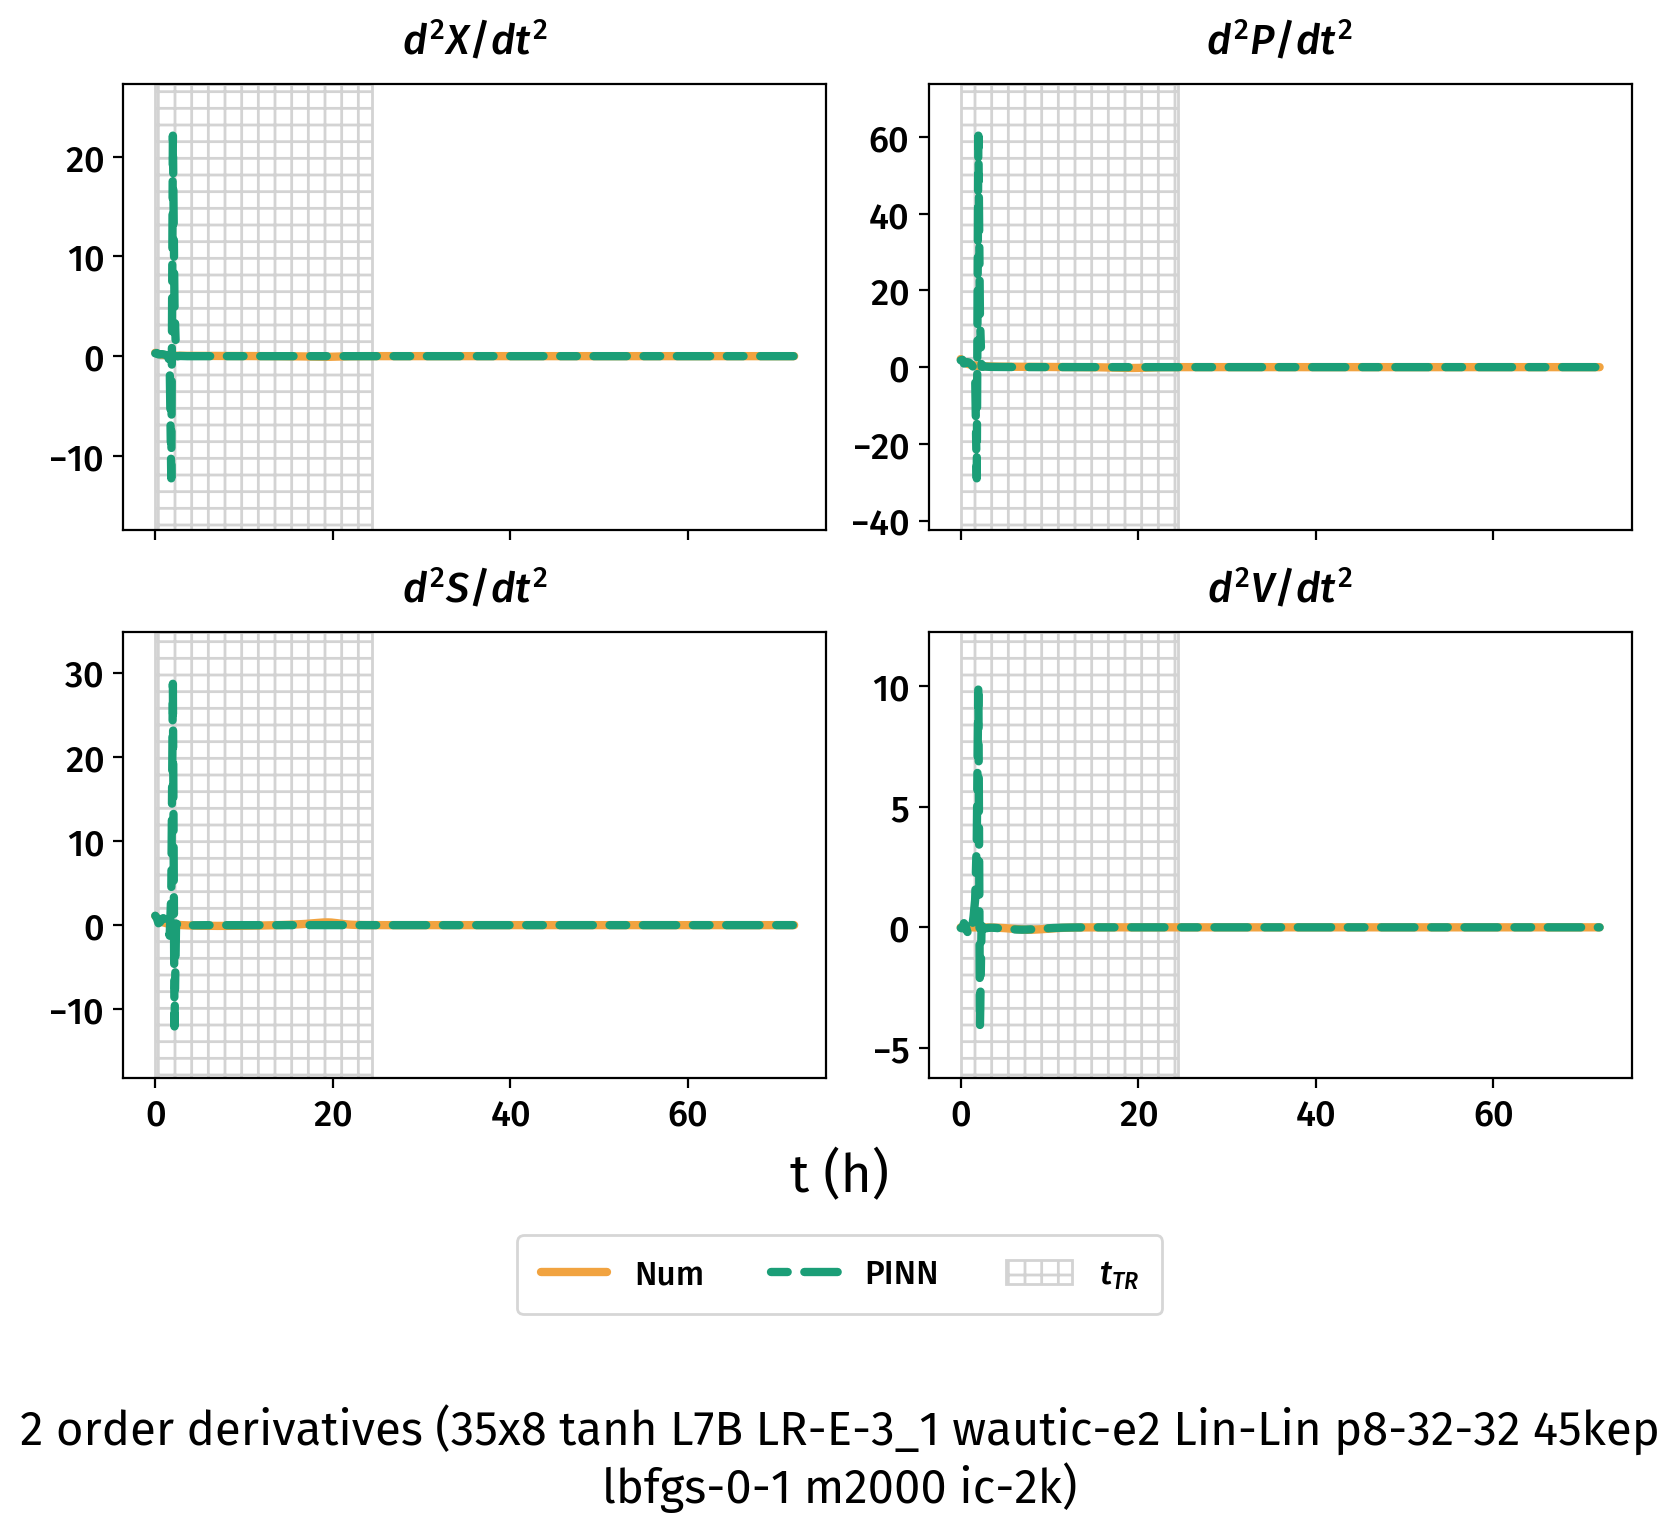 d²X/dt²
d²P/dt²
20
10
0
−10
60
40
20
0
−20
−40
d²S/dt²
d²V/dt²
30
20
10
0
−10
10
5
0
−5
0 20 40 60
0 20 40 60
t (h)
Num PINN t_TR
2 order derivatives (35x8 tanh L7B LR-E-3_1 wautic-e2 Lin-Lin p8-32-32 45kep
lbfgs-0-1 m2000 ic-2k)